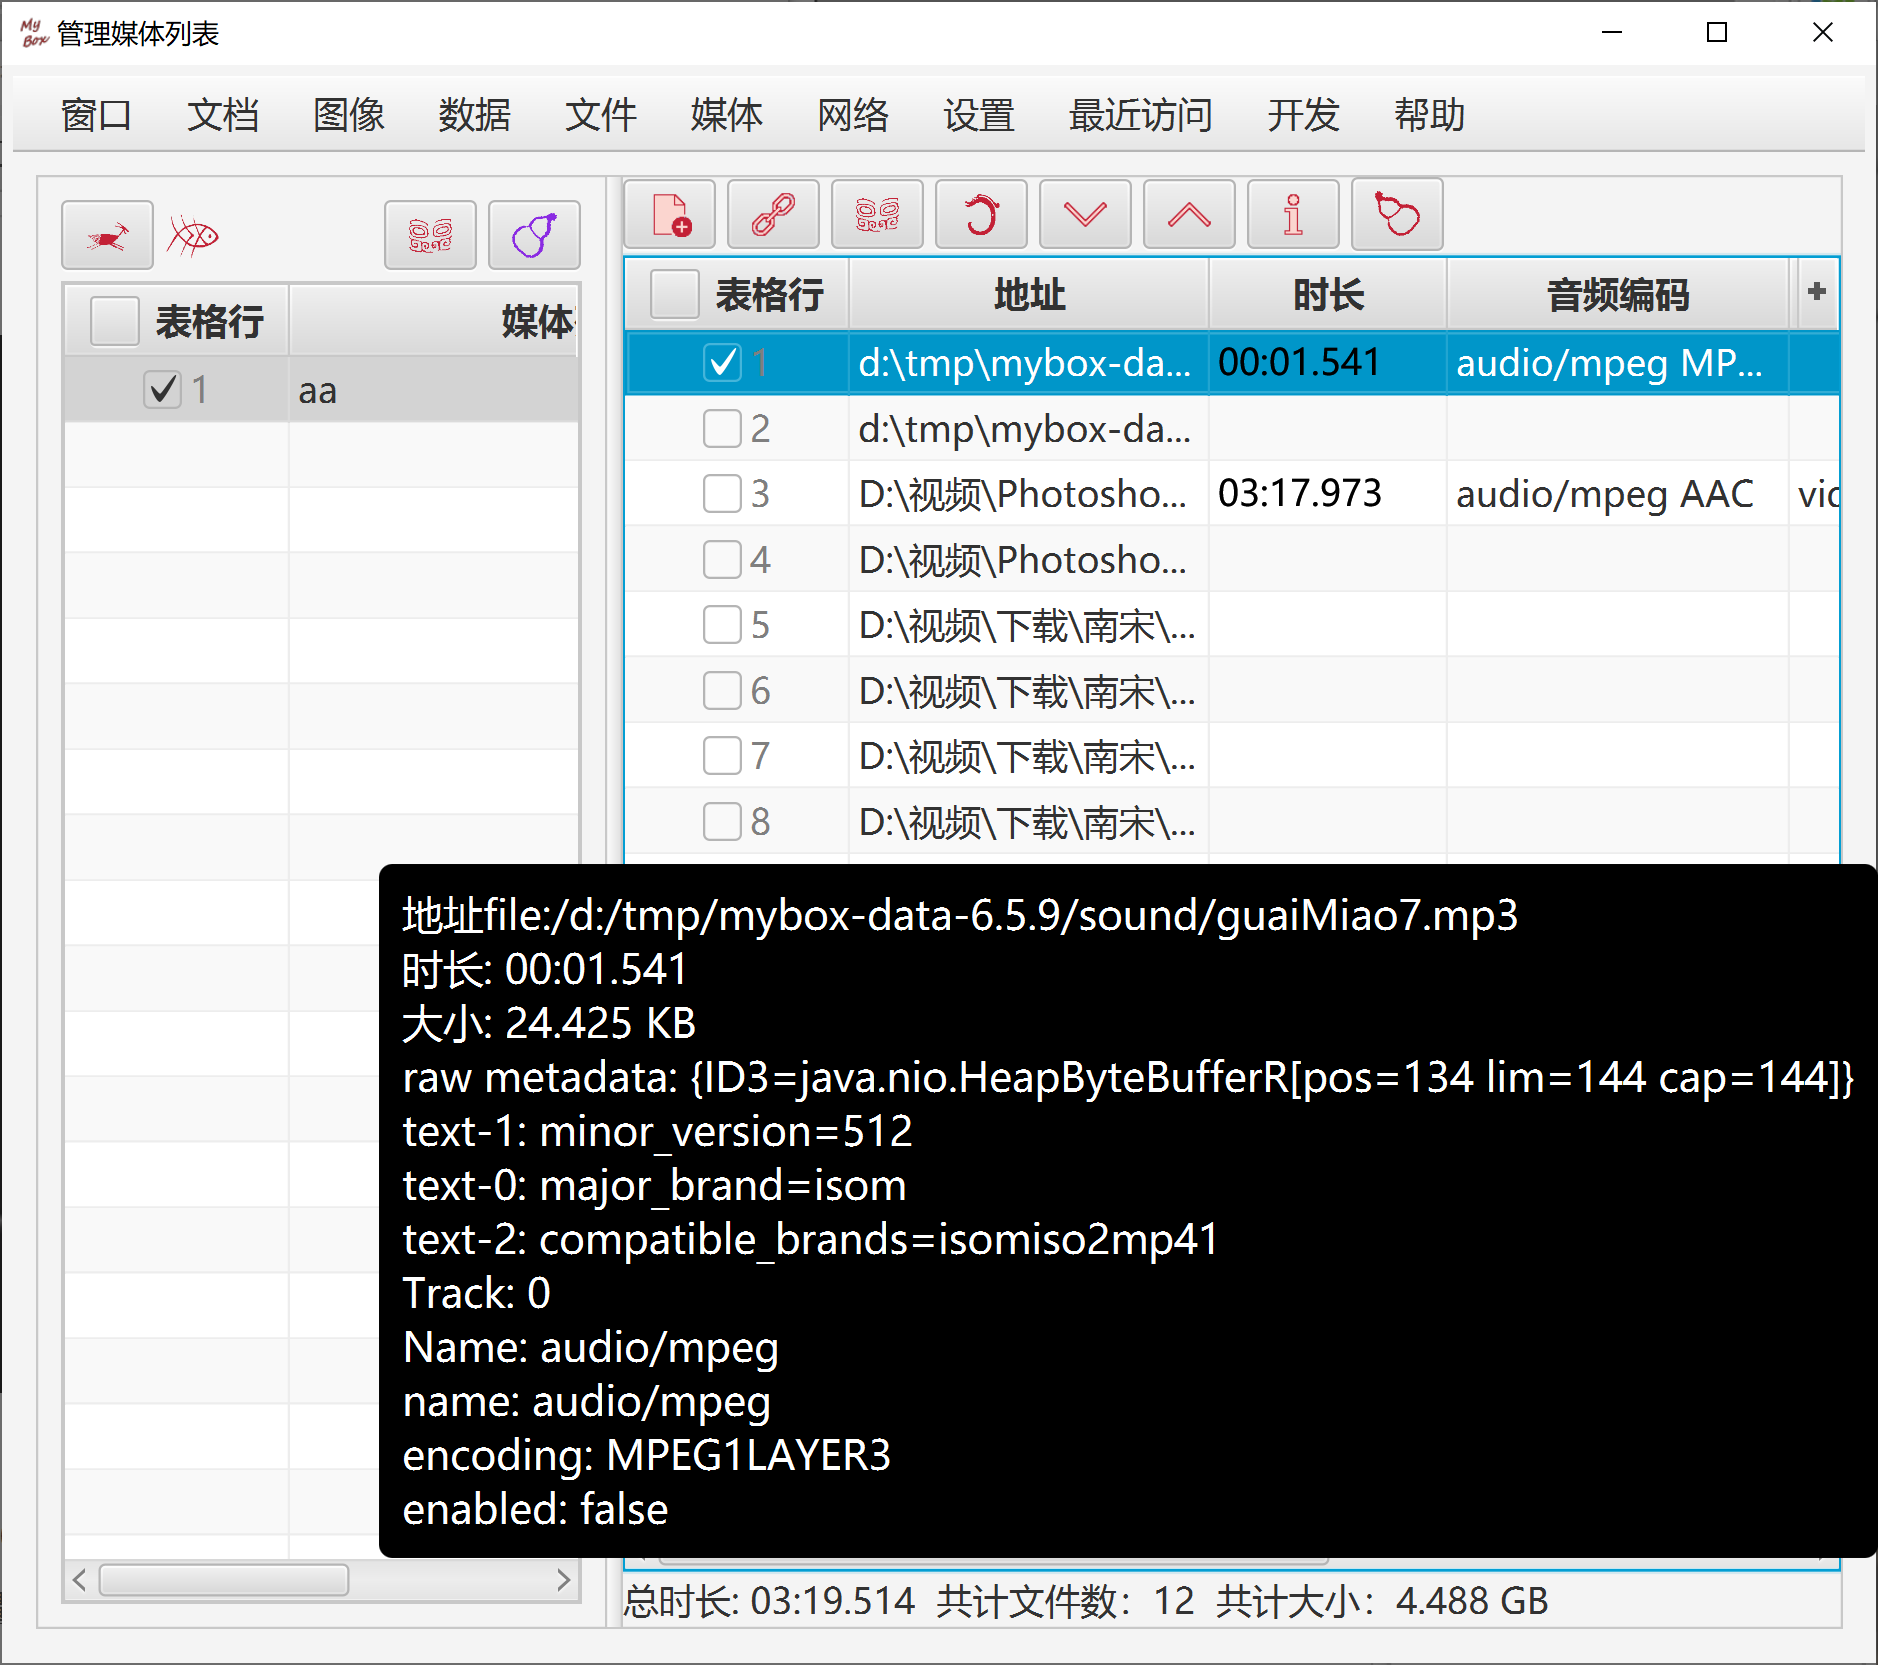 My Box 管理媒体列表
窗口 文档 图像 数据 文件 媒体 网络 设置 最近访问 开发 帮助
表格行 媒体
1 aa
表格行 地址 时长 音频编码 +
1 d:\tmp\mybox-da... 00:01.541 audio/mpeg MP...
2 d:\tmp\mybox-da...
3 D:\视频\Photosho... 03:17.973 audio/mpeg AAC vic
4 D:\视频\Photosho...
5 D:\视频\下载\南宋\...
6 D:\视频\下载\南宋\...
7 D:\视频\下载\南宋\...
8 D:\视频\下载\南宋\...
地址file:/d:/tmp/mybox-data-6.5.9/sound/guaiMiao7.mp3
时长: 00:01.541
大小: 24.425 KB
raw metadata: {ID3=java.nio.HeapByteBufferR[pos=134 lim=144 cap=144]}
text-1: minor_version=512
text-0: major_brand=isom
text-2: compatible_brands=isomiso2mp41
Track: 0
Name: audio/mpeg
name: audio/mpeg
encoding: MPEG1LAYER3
enabled: false
总时长: 03:19.514 共计文件数：12 共计大小：4.488 GB